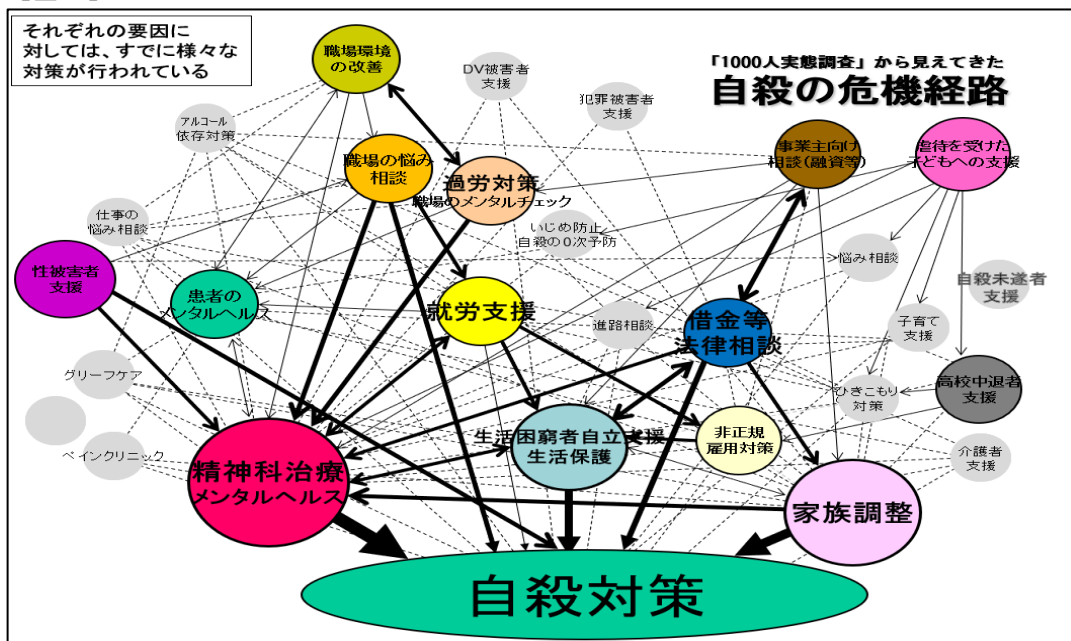 それぞれの要因に
対しては、すでに様々な
対策が行われている
「1000人実態調査」から見えてきた
自殺の危機経路
職場環境
の改善
DV被害者
支援
犯罪被害者
支援
アルコール
依存対策
職場の悩み
相談
過労対策
職場のメンタルチェック
事業主向け
相談(融資等)
虐待を受けた
子どもへの支援
仕事の
悩み相談
いじめ防止
自殺の0次予防
悩み相談
性被害者
支援
患者の
メンタルヘルス
就労支援
進路相談
借金等
法律相談
自殺未遂者
支援
子育て
支援
グリーフケア
ひきこもり
対策
高校中退者
支援
ペインクリニック
精神科治療
メンタルヘルス
生活困窮者自立支援
生活保護
非正規
雇用対策
介護者
支援
家族調整
自殺対策